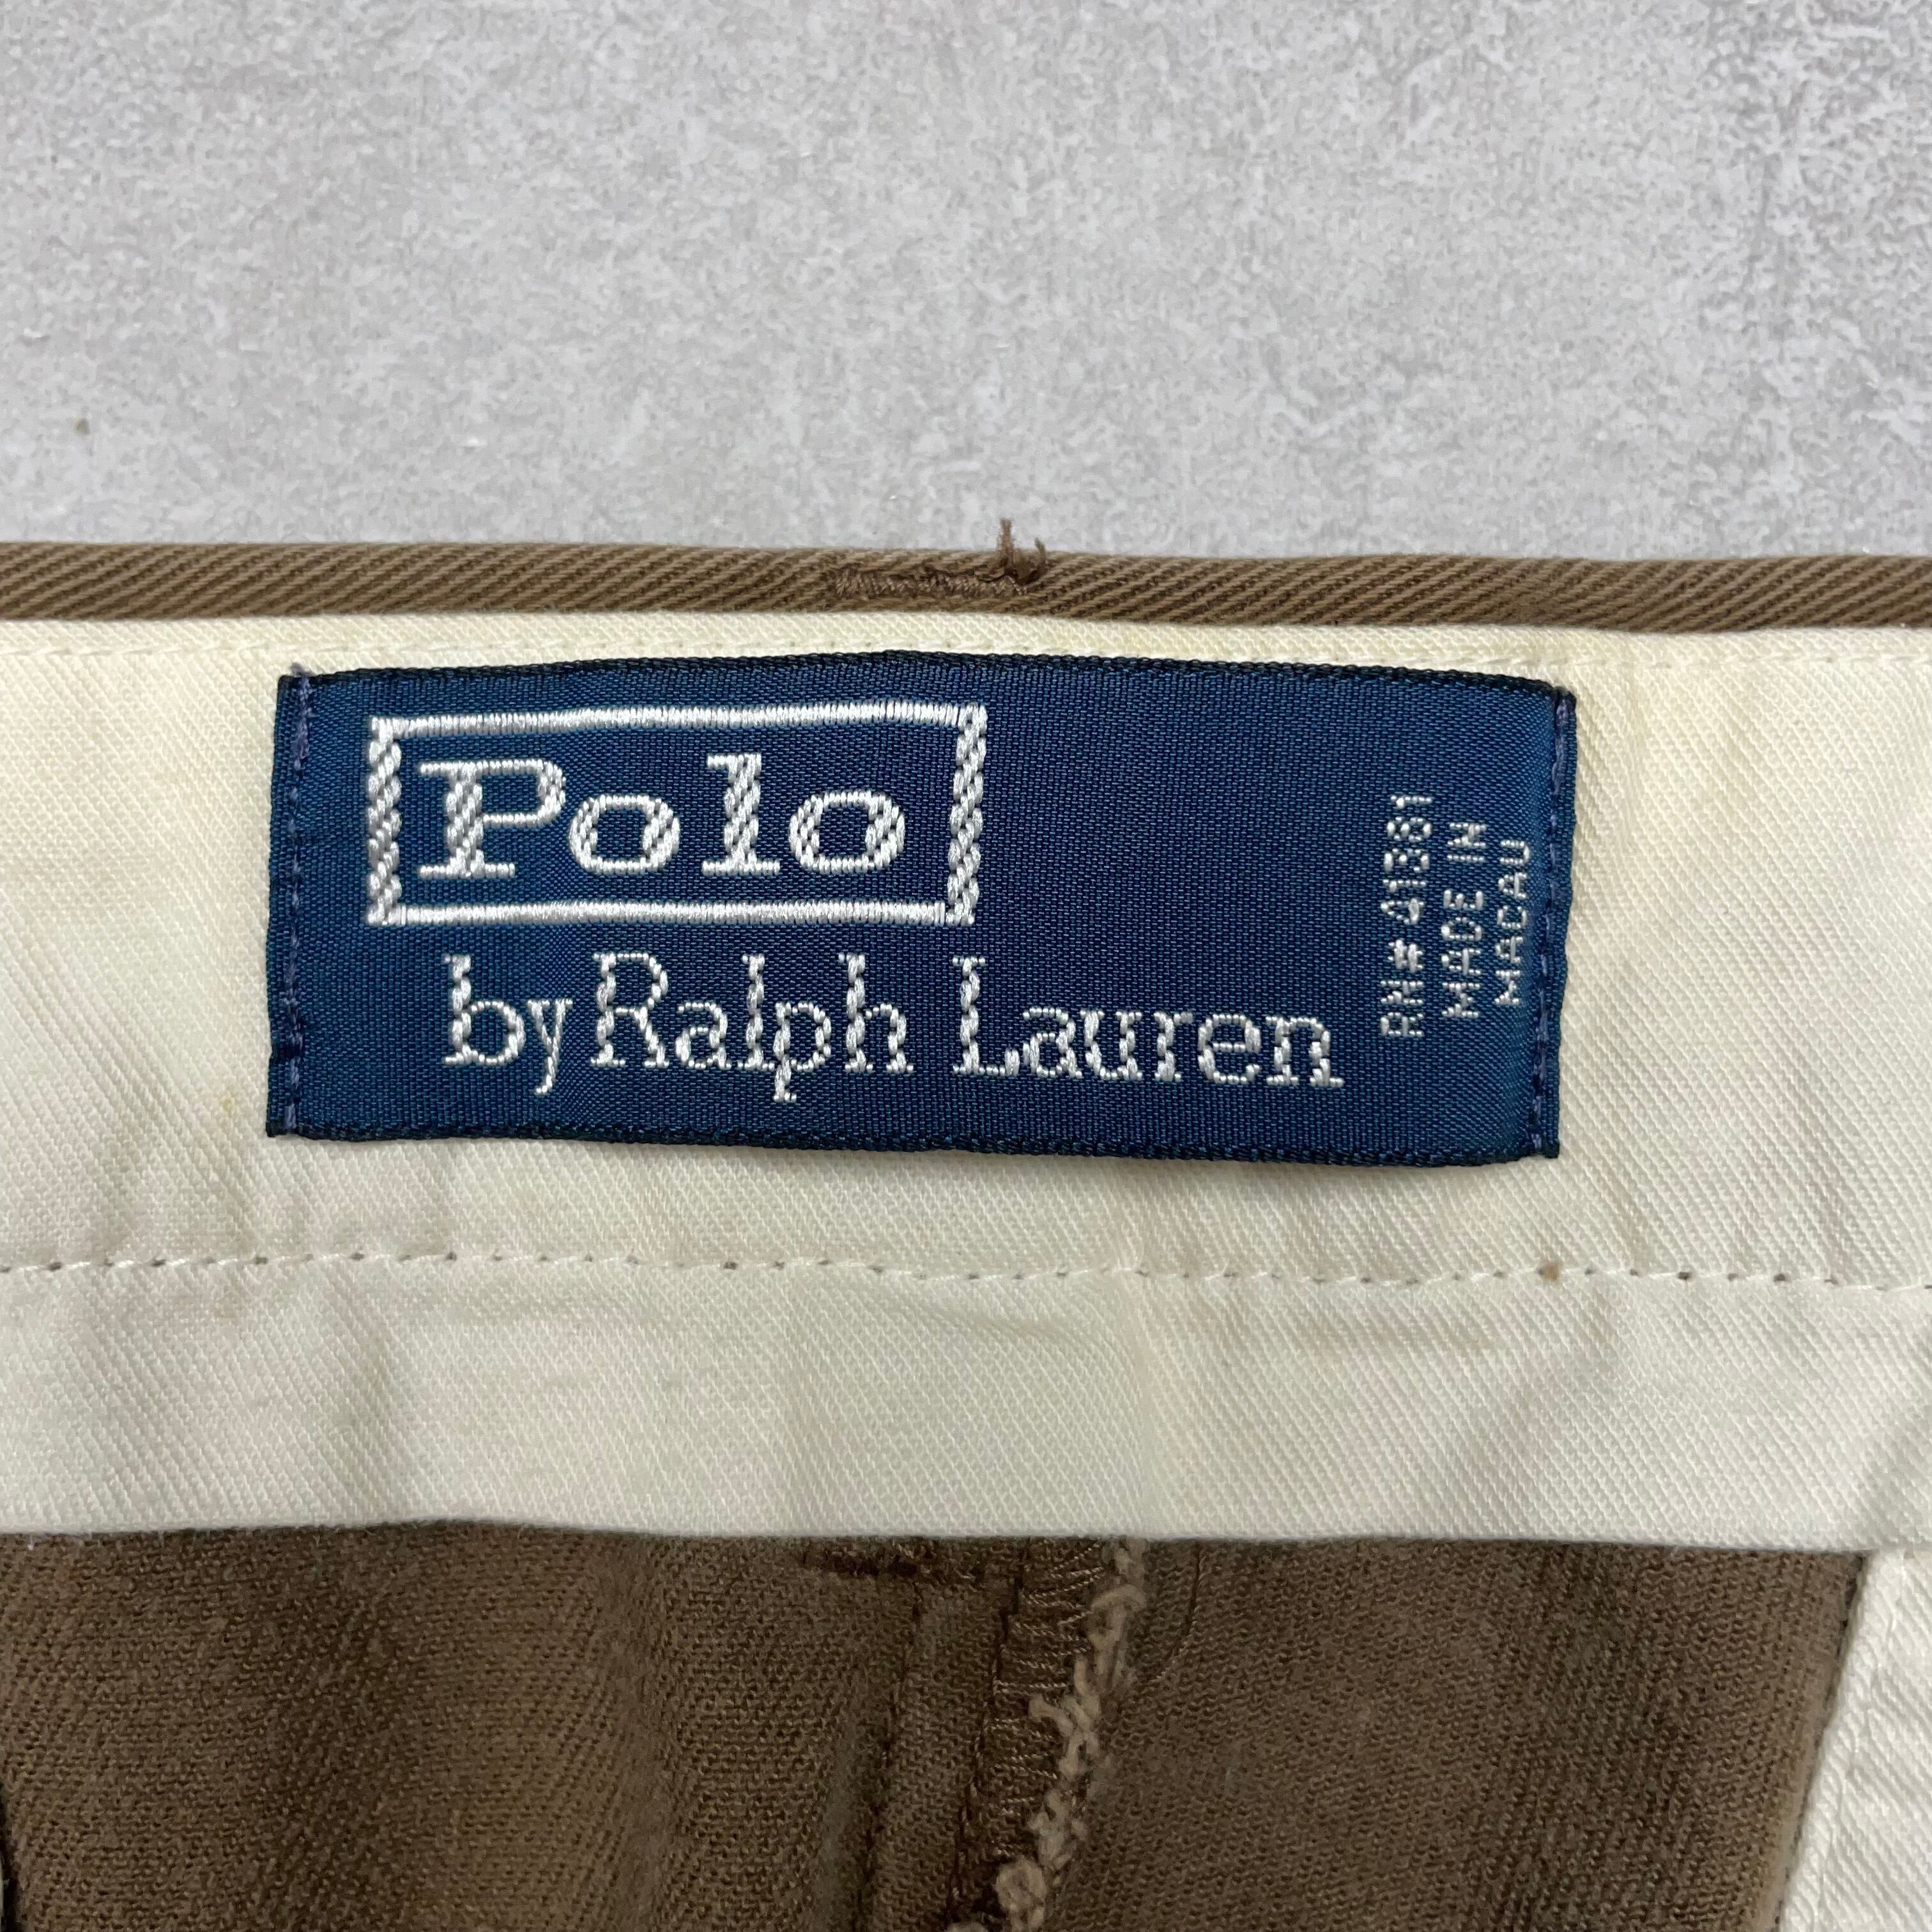 Polo
by Ralph Lauren
RN# 41381
MADE IN
MACAU